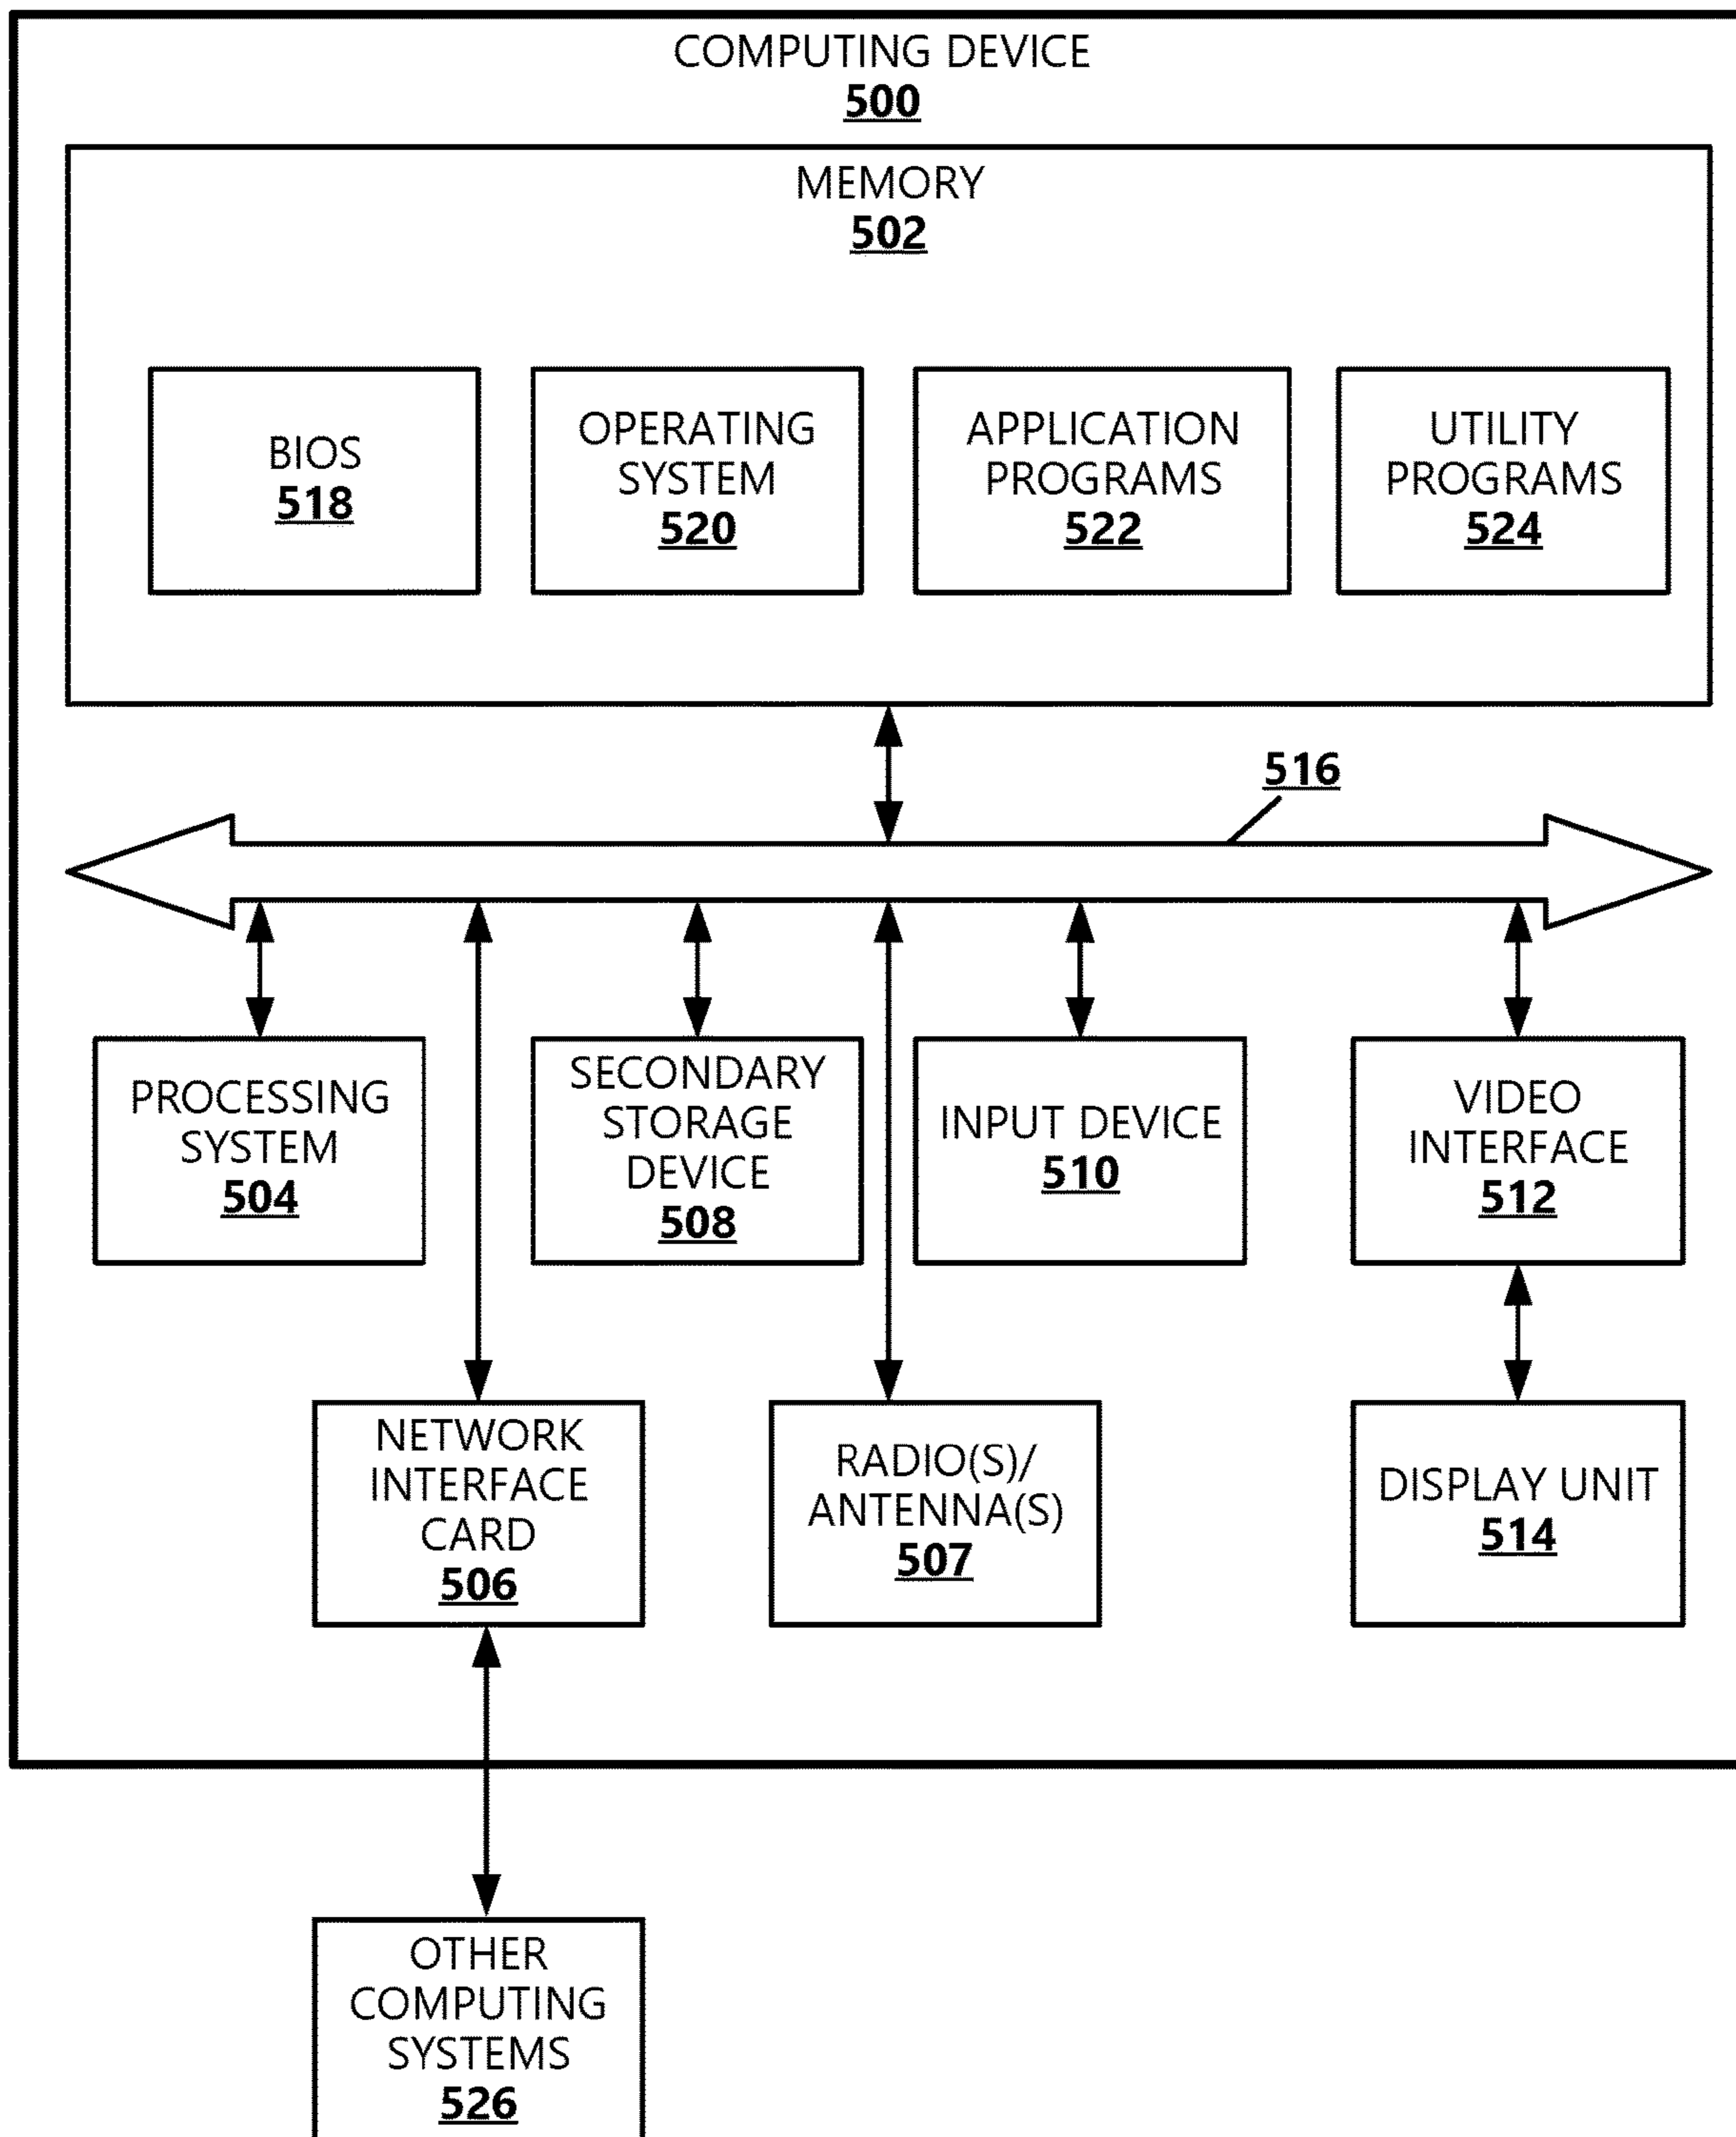 COMPUTING DEVICE
500
MEMORY
502
BIOS
518
OPERATING
SYSTEM
520
APPLICATION
PROGRAMS
522
UTILITY
PROGRAMS
524
516
PROCESSING
SYSTEM
504
SECONDARY
STORAGE
DEVICE
508
INPUT DEVICE
510
VIDEO
INTERFACE
512
NETWORK
INTERFACE
CARD
506
RADIO(S)/
ANTENNA(S)
507
DISPLAY UNIT
514
OTHER
COMPUTING
SYSTEMS
526